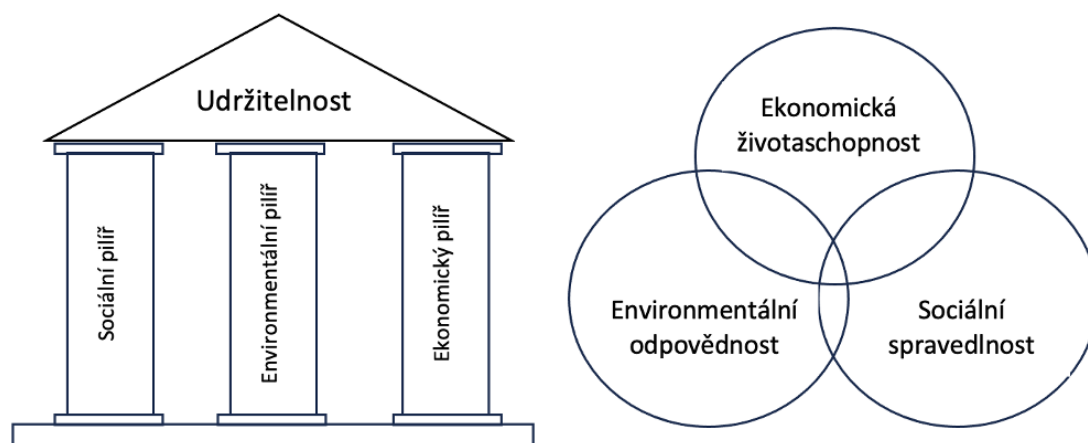 Udržitelnost
Sociální pilíř
Environmentální pilíř
Ekonomický pilíř
Ekonomická
životaschopnost
Environmentální
odpovědnost
Sociální
spravedlnost